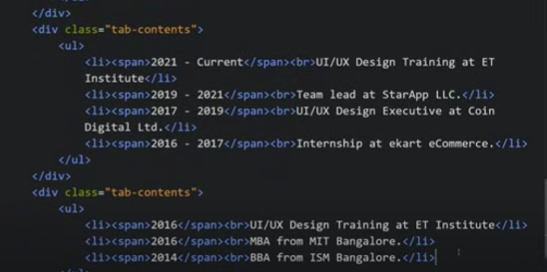 </div>
<div class="tab-contents">
<ul>
<li><span>2021 - Current</span><br>UI/UX Design Training at ET
Institute</li>
<li><span>2019 - 2021</span><br>Team lead at StarApp LLC.</li>
<li><span>2017 - 2019</span><br>UI/UX Design Executive at Coin
Digital Ltd.</li>
<li><span>2016 - 2017</span><br>Internship at ekart eCommerce.</li>
</ul>
</div>
<div class="tab-contents">
<ul>
<li><span>2016</span><br>UI/UX Design Training at ET Institute</li>
<li><span>2016</span><br>MBA from MIT Bangalore.</li>
<li><span>2014</span><br>BBA from ISM Bangalore.</li>
</ul>